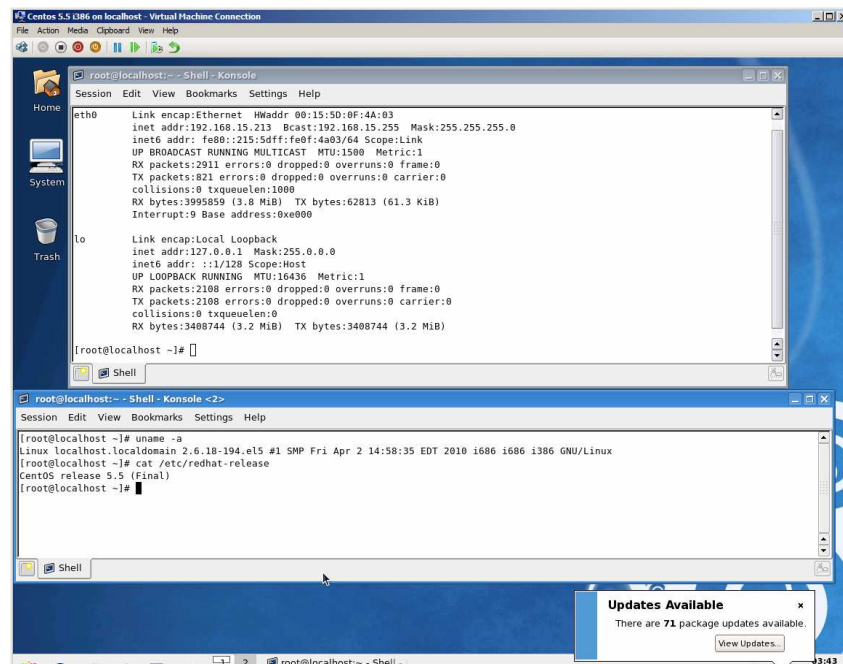 Centos 5.5 i386 on localhost - Virtual Machine Connection
File Action Media Clipboard View Help
Home
System
Trash
root@localhost:~ - Shell - Konsole
Session Edit View Bookmarks Settings Help
eth0 Link encap:Ethernet HWaddr 00:15:5D:0F:4A:03
inet addr:192.168.15.213 Bcast:192.168.15.255 Mask:255.255.255.0
inet6 addr: fe80::215:5dff:fe0f:4a03/64 Scope:Link
UP BROADCAST RUNNING MULTICAST MTU:1500 Metric:1
RX packets:2911 errors:0 dropped:0 overruns:0 frame:0
TX packets:821 errors:0 dropped:0 overruns:0 carrier:0
collisions:0 txqueuelen:1000
RX bytes:3995859 (3.8 MiB) TX bytes:62813 (61.3 KiB)
Interrupt:9 Base address:0xe000
lo Link encap:Local Loopback
inet addr:127.0.0.1 Mask:255.0.0.0
inet6 addr: ::1/128 Scope:Host
UP LOOPBACK RUNNING MTU:16436 Metric:1
RX packets:2108 errors:0 dropped:0 overruns:0 frame:0
TX packets:2108 errors:0 dropped:0 overruns:0 carrier:0
collisions:0 txqueuelen:0
RX bytes:3408744 (3.2 MiB) TX bytes:3408744 (3.2 MiB)
[root@localhost ~]#
Shell
root@localhost:~ - Shell - Konsole <2>
Session Edit View Bookmarks Settings Help
[root@localhost ~]# uname -a
Linux localhost.localdomain 2.6.18-194.el5 #1 SMP Fri Apr 2 14:58:35 EDT 2010 i686 i686 i386 GNU/Linux
[root@localhost ~]# cat /etc/redhat-release
CentOS release 5.5 (Final)
[root@localhost ~]#
Shell
Updates Available
There are 71 package updates available.
View Updates...
1 2 root@localhost:~ - Shell -
03:43